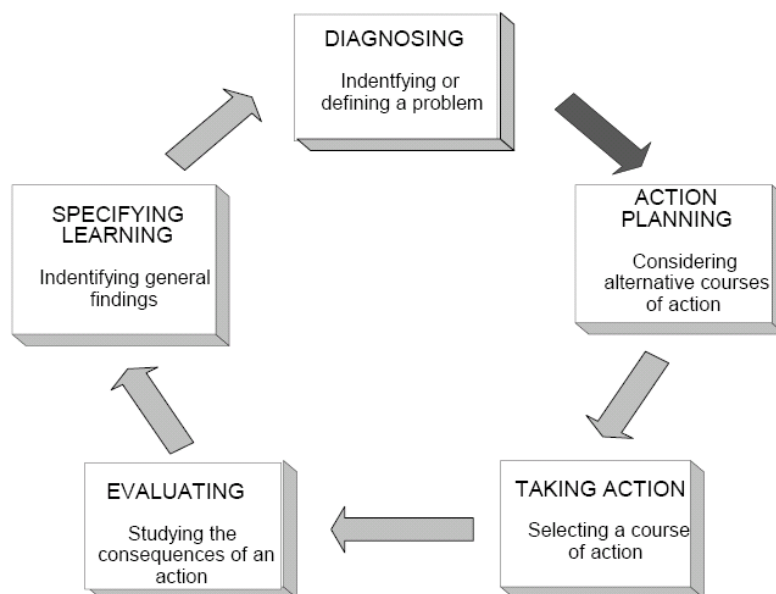 DIAGNOSING
Indentfying or
defining a problem
ACTION
PLANNING
Considering
alternative courses
of action
TAKING ACTION
Selecting a course
of action
EVALUATING
Studying the
consequences of an
action
SPECIFYING
LEARNING
Indentifying general
findings